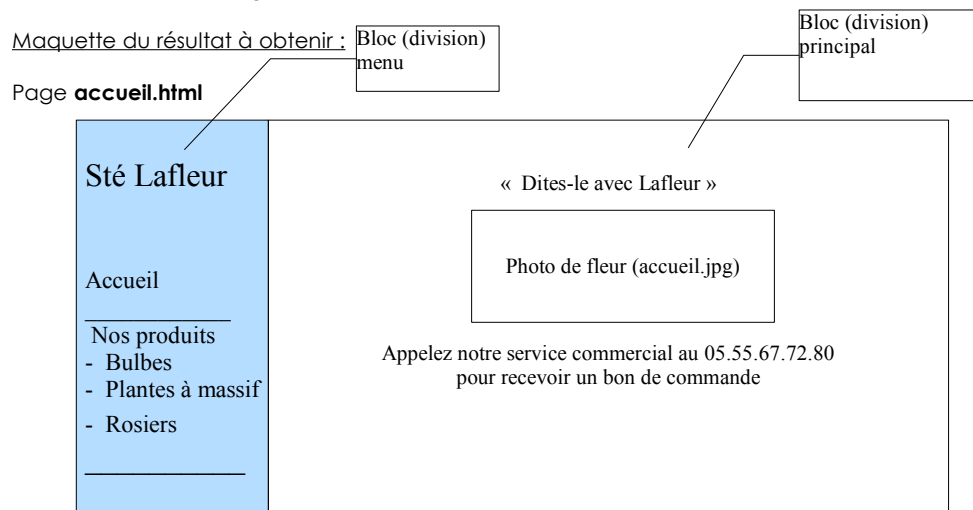 Maquette du résultat à obtenir :
Bloc (division)
menu
Bloc (division)
principal
Page accueil.html
Sté Lafleur
Accueil
Nos produits
- Bulbes
- Plantes à massif
- Rosiers
« Dites-le avec Lafleur »
Photo de fleur (accueil.jpg)
Appelez notre service commercial au 05.55.67.72.80
pour recevoir un bon de commande